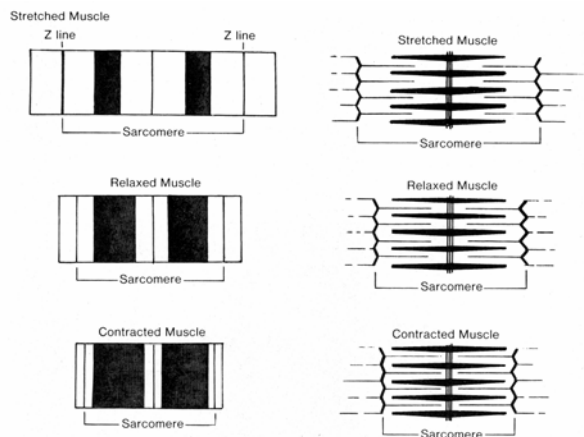 Stretched Muscle
Z line
Z line
Sarcomere
Relaxed Muscle
Sarcomere
Contracted Muscle
Sarcomere
Stretched Muscle
Sarcomere
Relaxed Muscle
Sarcomere
Contracted Muscle
Sarcomere